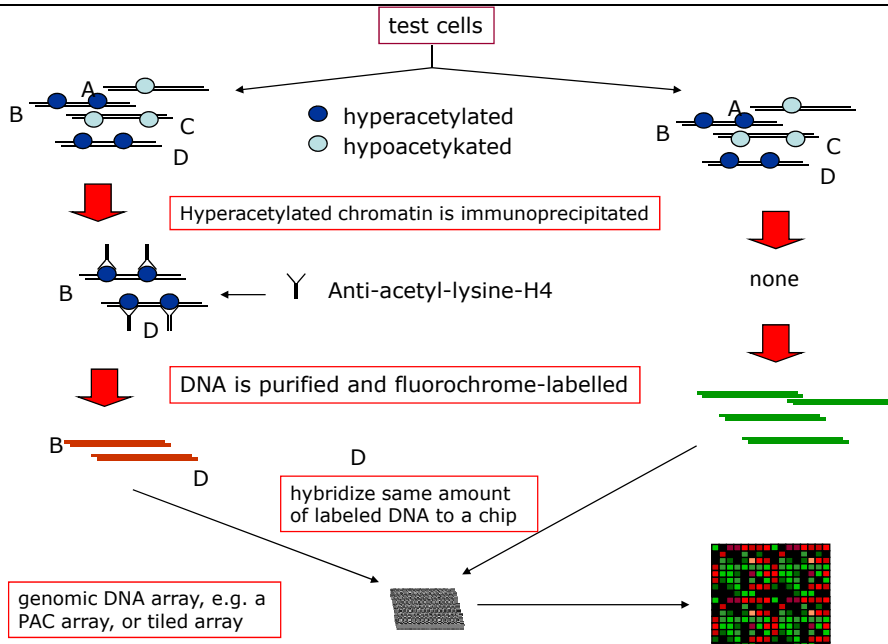 test cells
A
B
C
D
hyperacetylated
hypoacetykated
A
B
C
D
Hyperacetylated chromatin is immunoprecipitated
B
D
Anti-acetyl-lysine-H4
none
DNA is purified and fluorochrome-labelled
B
D
D
hybridize same amount
of labeled DNA to a chip
genomic DNA array, e.g. a
PAC array, or tiled array